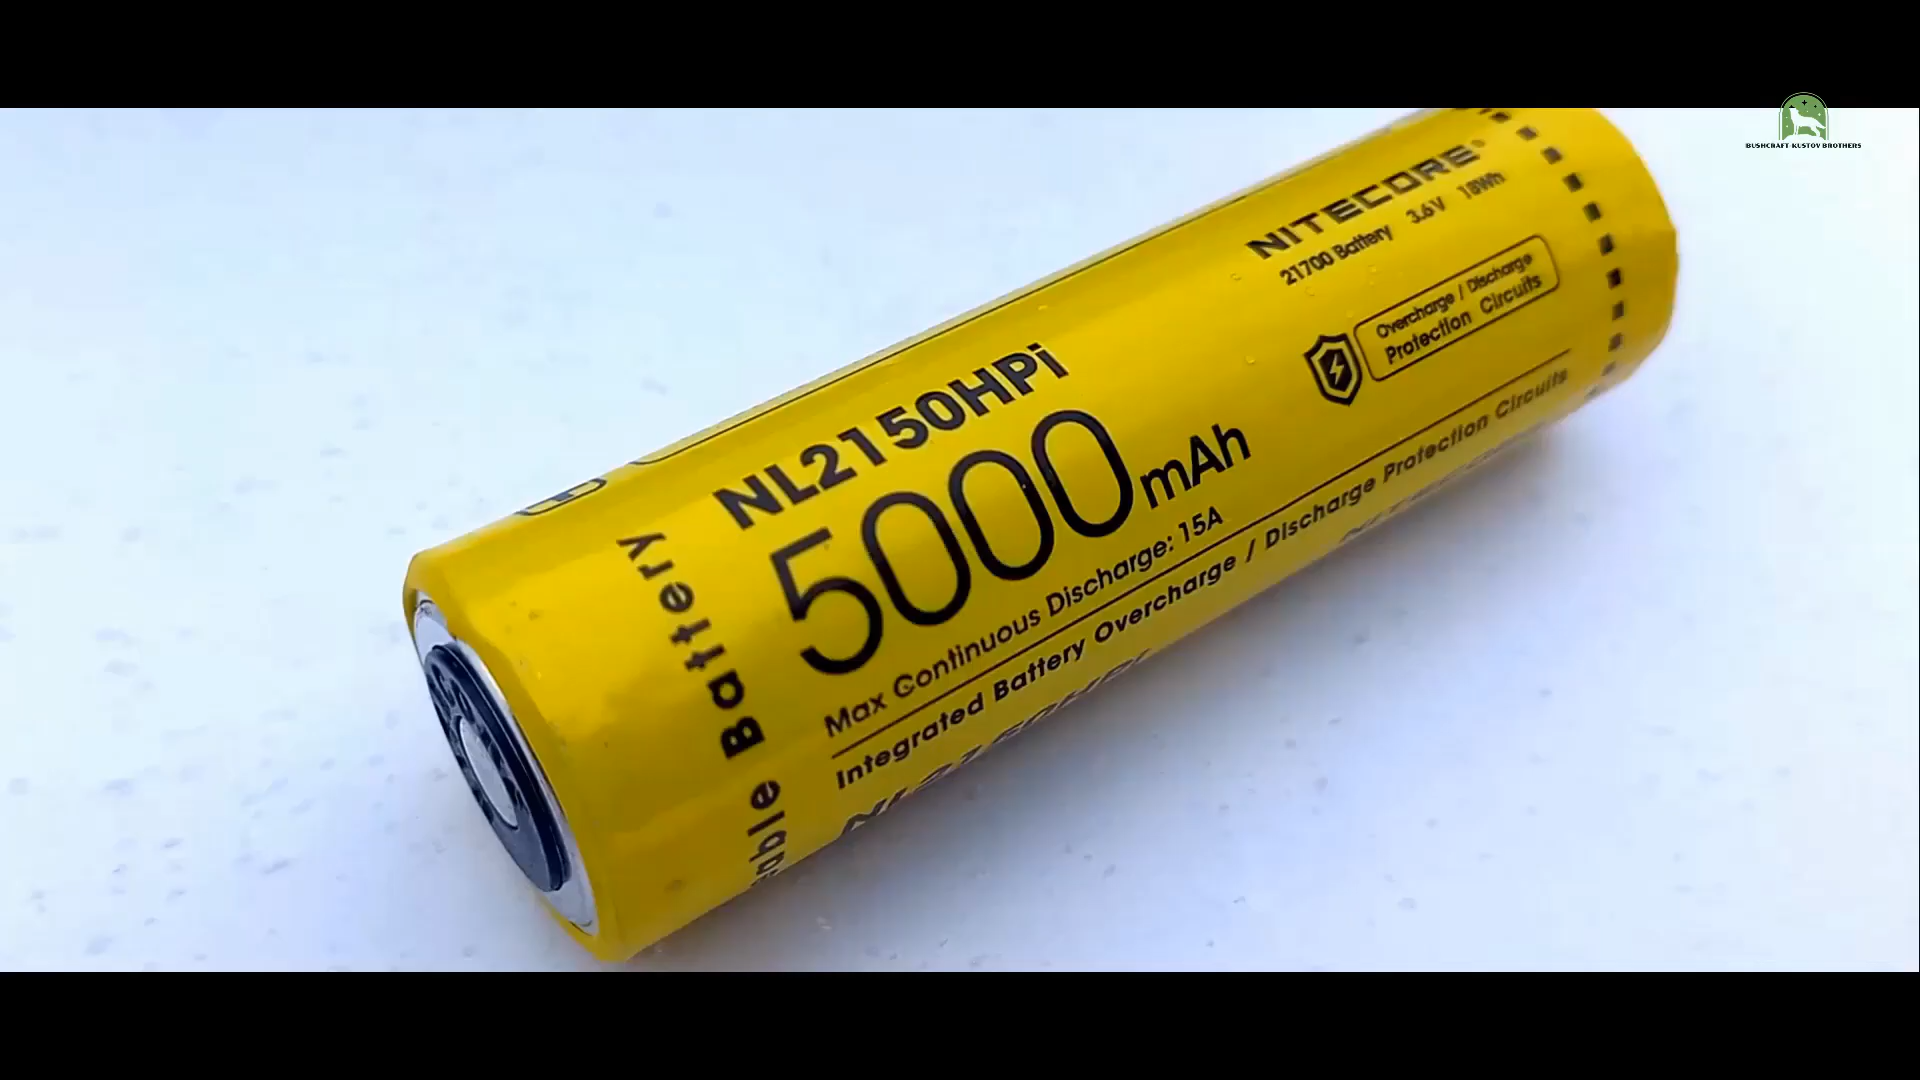 BUSHCRAFT KUSTOV BROTHERS
NITECORE
21700 Battery 3.6V 18Wh
Overcharge / Discharge
Protection Circuits
NL2150HPi
5000mAh
Max Continuous Discharge: 15A
Integrated Battery Overcharge / Discharge Protection Circuits
NL2150HPi
Battery